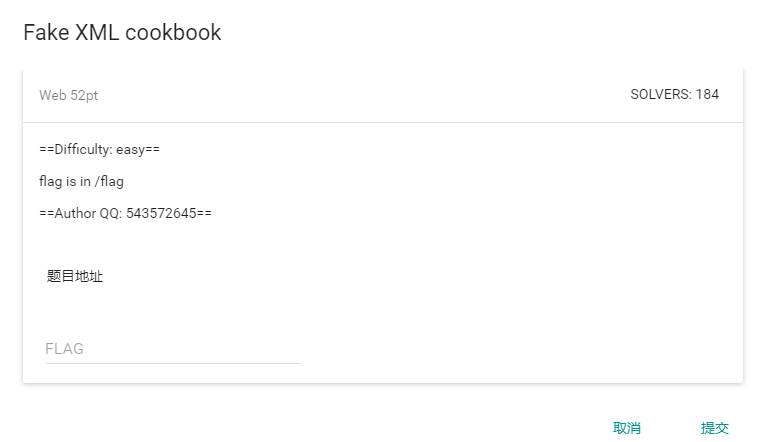 Fake XML cookbook
Web 52pt SOLVERS: 184
==Difficulty: easy==
flag is in /flag
==Author QQ: 543572645==
题目地址
FLAG
取消 提交